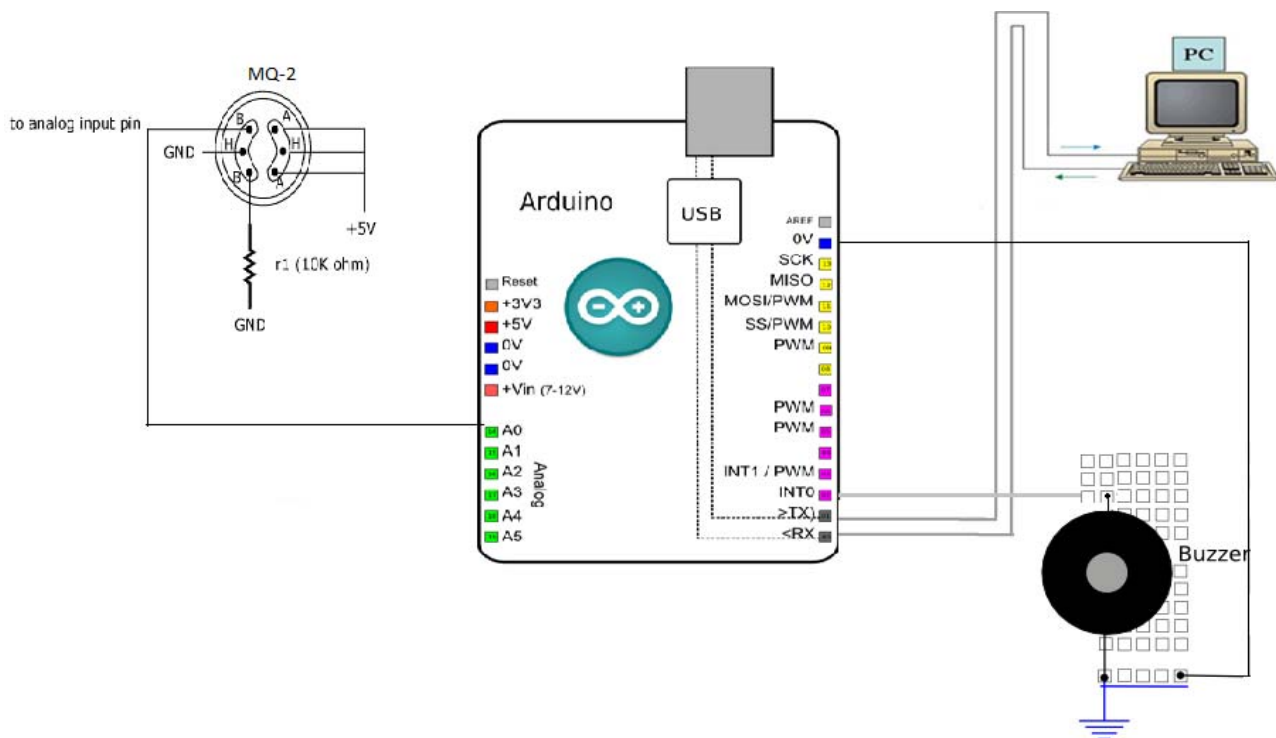 MQ-2
to analog input pin
B
A
GND
H
H
B
A
+5V
r1 (10K ohm)
GND
Arduino
USB
Reset
+3V3
+5V
0V
0V
+Vin (7-12V)
A0
A1
A2
A3
A4
A5
Analog
AREF
0V
SCK
MISO
MOSI/PWM
SS/PWM
PWM
PWM
PWM
INT1 / PWM
INT0
>TX)
<RX
PC
Buzzer